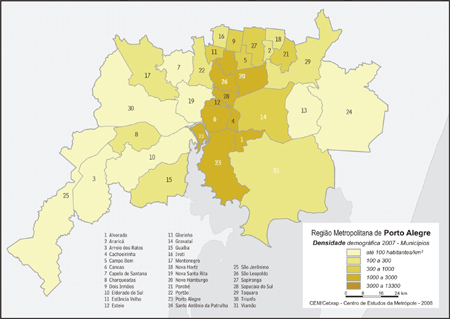 16
9
27
18
2
21
29
11
5
7
22
17
26
20
19
30
12
28
14
13
24
6
4
8
23
1
10
33
31
15
3
25
1 Alvorado
2 Araricá
3 Arroio dos Ratos
4 Cachoeirinha
5 Campo Bom
6 Canoas
7 Capela de Santana
8 Charqueadas
9 Dois Irmãos
10 Eldorado do Sul
11 Estância Velha
12 Esteio
13 Glorinha
14 Gravataí
15 Guaíba
16 Ivoti
17 Montenegro
18 Nova Hartz
19 Nova Santa Rita
20 Novo Hamburgo
21 Parobé
22 Portão
23 Porto Alegre
24 Santo Antônio da Patrulha
25 São Jerônimo
26 São Leopoldo
27 Sapiranga
28 Sapucaia do Sul
29 Taquara
30 Triunfo
31 Viamão
Região Metropolitana de Porto Alegre
Densidade demográfica 2007 - Municípios
até 100 habitantes/km²
100 a 300
300 a 1000
1000 a 3000
3000 a 13300
0 8 16 24 km
CEM/Cebrap - Centro de Estudos da Metrópole - 2008